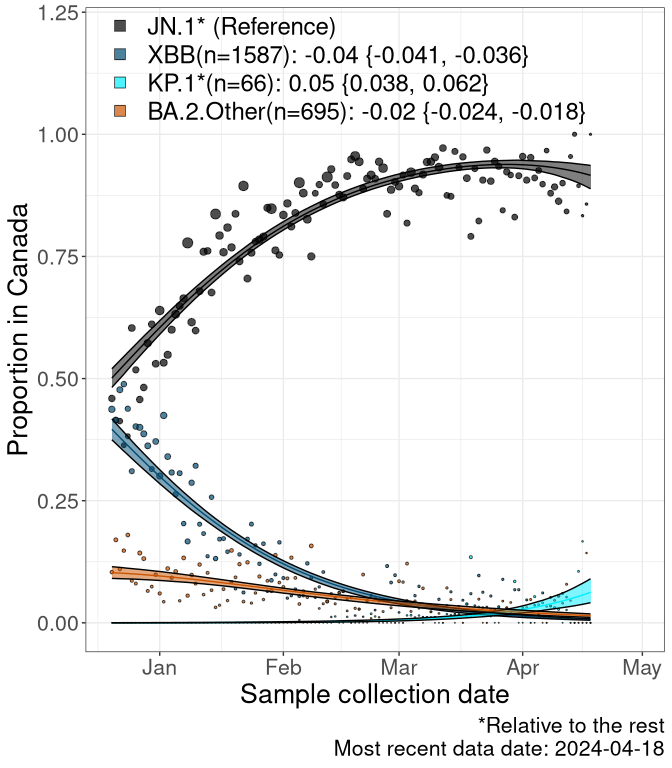 1.25
JN.1* (Reference)
XBB(n=1587): -0.04 {-0.041, -0.036}
KP.1*(n=66): 0.05 {0.038, 0.062}
BA.2.Other(n=695): -0.02 {-0.024, -0.018}
1.00
0.75
Proportion in Canada
0.50
0.25
0.00
Jan Feb Mar Apr May
Sample collection date
*Relative to the rest
Most recent data date: 2024-04-18